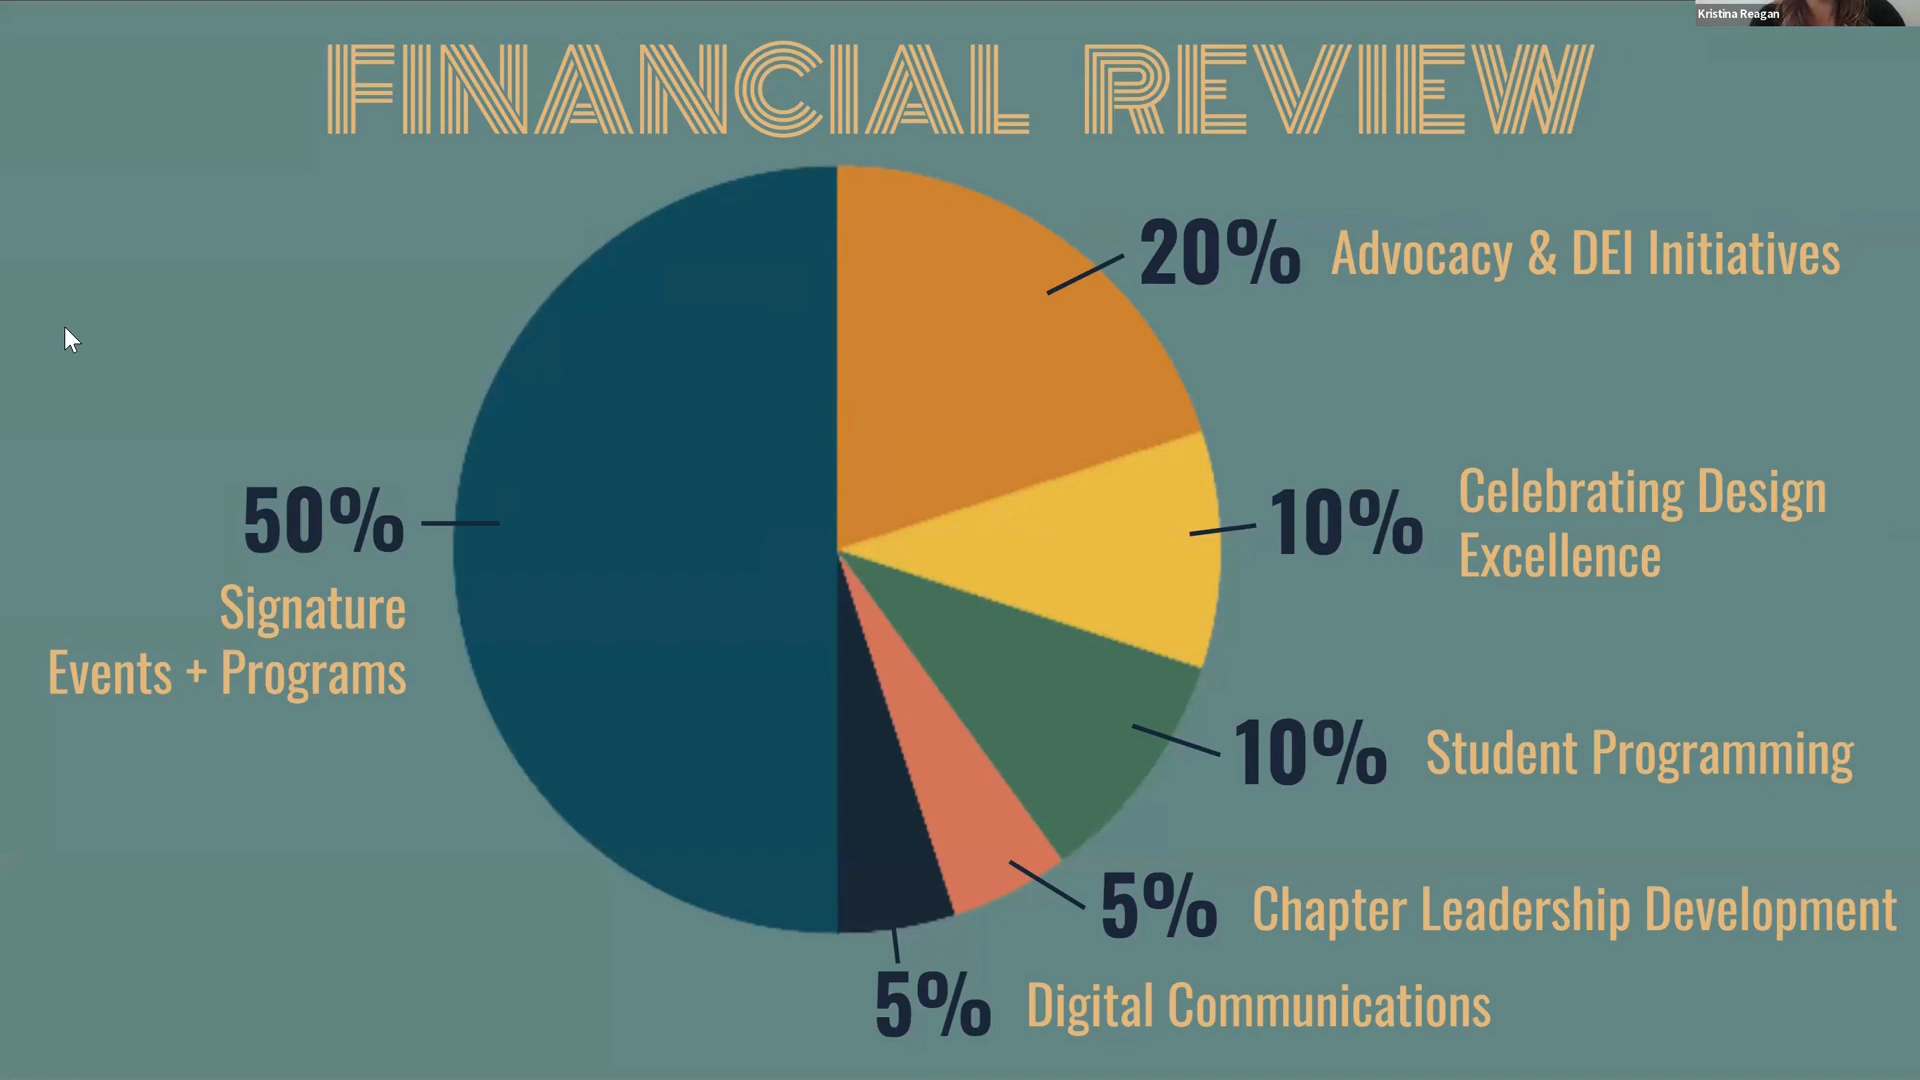 Kristina Reagan
FINANCIAL REVIEW
20% Advocacy & DEI Initiatives
10% Celebrating Design
Excellence
50%
Signature
Events + Programs
10% Student Programming
5% Chapter Leadership Development
5% Digital Communications